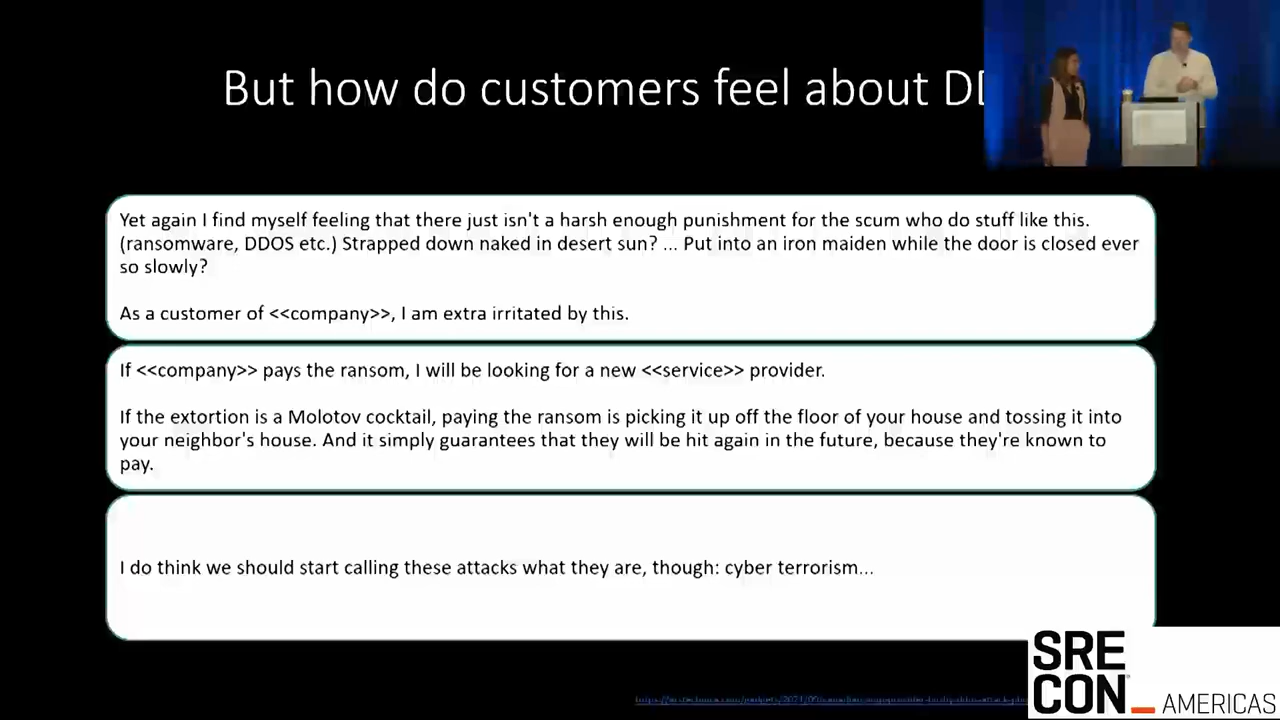 But how do customers feel about
Yet again I find myself feeling that there just isn't a harsh enough punishment for the scum who do stuff like this.
(ransomware, DDOS etc.) Strapped down naked in desert sun? ... Put into an iron maiden while the door is closed ever
so slowly?
As a customer of <<company>>, I am extra irritated by this.
If <<company>> pays the ransom, I will be looking for a new <<service>> provider.
If the extortion is a Molotov cocktail, paying the ransom is picking it up off the floor of your house and tossing it into
your neighbor's house. And it simply guarantees that they will be hit again in the future, because they're known to
pay.
I do think we should start calling these attacks what they are, though: cyber terrorism...
SRE
CON_AMERICAS